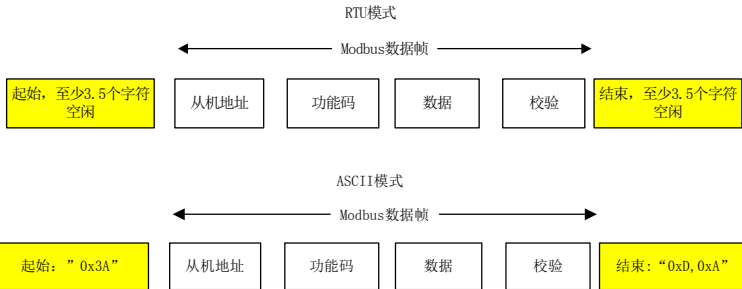 RTU模式
Modbus数据帧
起始，至少3.5个字符
空闲
从机地址
功能码
数据
校验
结束，至少3.5个字符
空闲
ASCII模式
Modbus数据帧
起始：”0x3A”
从机地址
功能码
数据
校验
结束:“0xD,0xA”